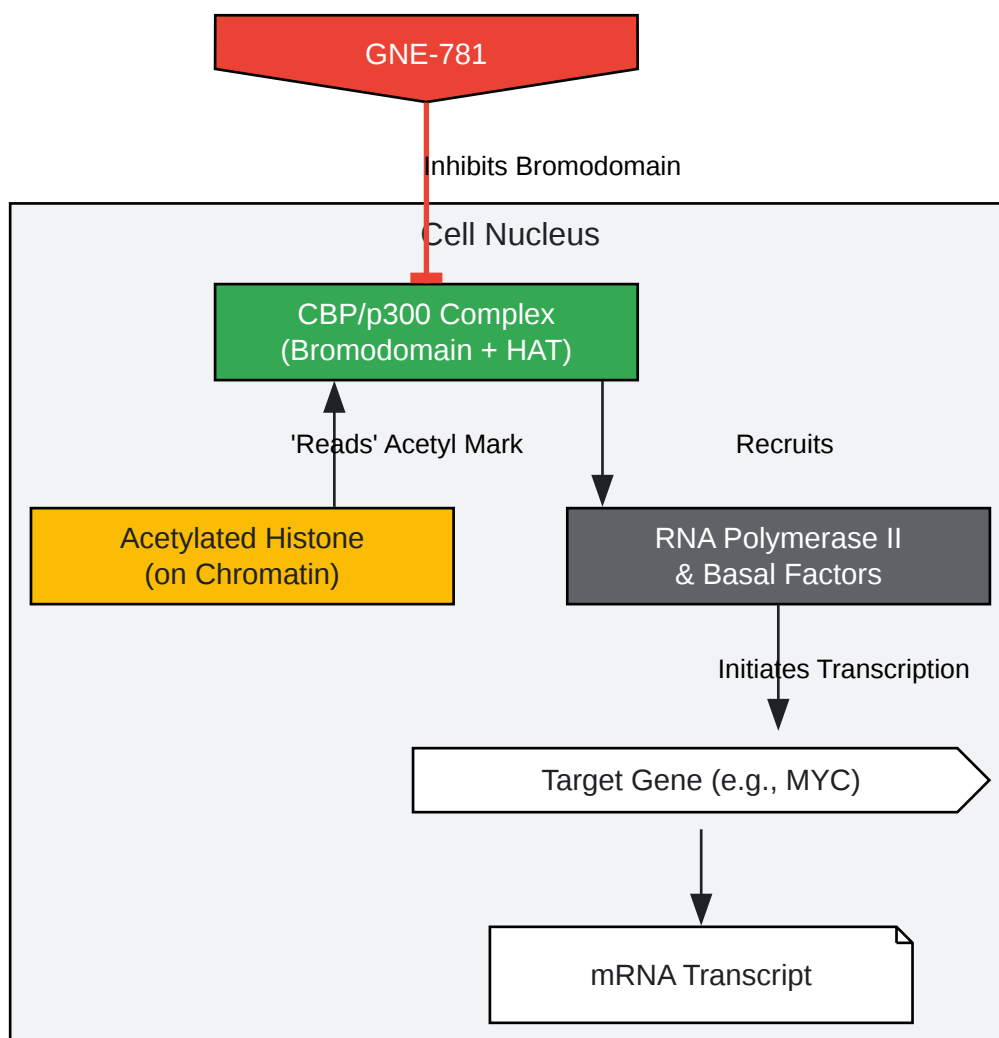 GNE-781
Inhibits Bromodomain
Cell Nucleus
CBP/p300 Complex
(Bromodomain + HAT)
'Reads' Acetyl Mark
Recruits
Acetylated Histone
(on Chromatin)
RNA Polymerase II
& Basal Factors
Initiates Transcription
Target Gene (e.g., MYC)
mRNA Transcript